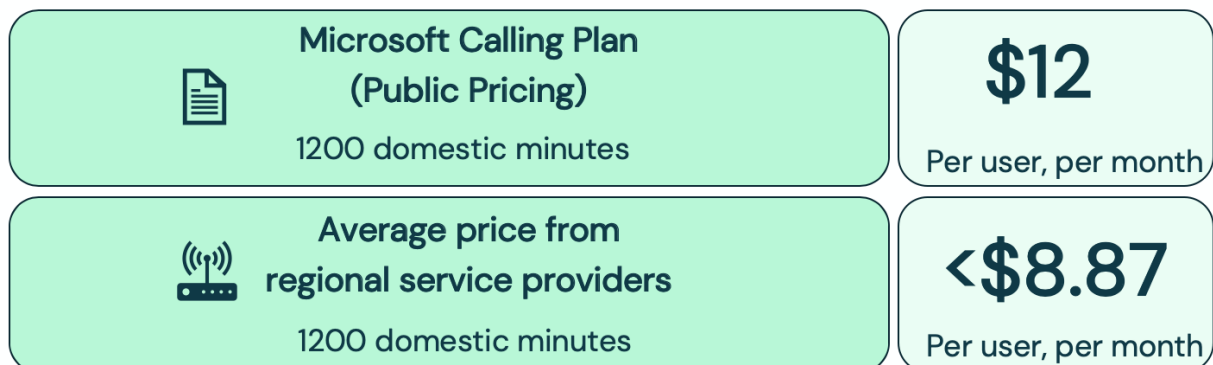 Microsoft Calling Plan
(Public Pricing)
1200 domestic minutes
$12
Per user, per month
Average price from
regional service providers
1200 domestic minutes
<$8.87
Per user, per month